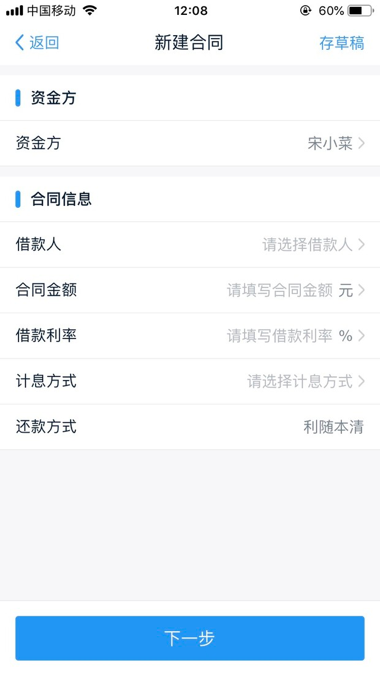 中国移动 12:08 60%
返回 新建合同 存草稿
资金方
资金方 宋小菜
合同信息
借款人 请选择借款人
合同金额 请填写合同金额 元
借款利率 请填写借款利率 %
计息方式 请选择计息方式
还款方式 利随本清
下一步